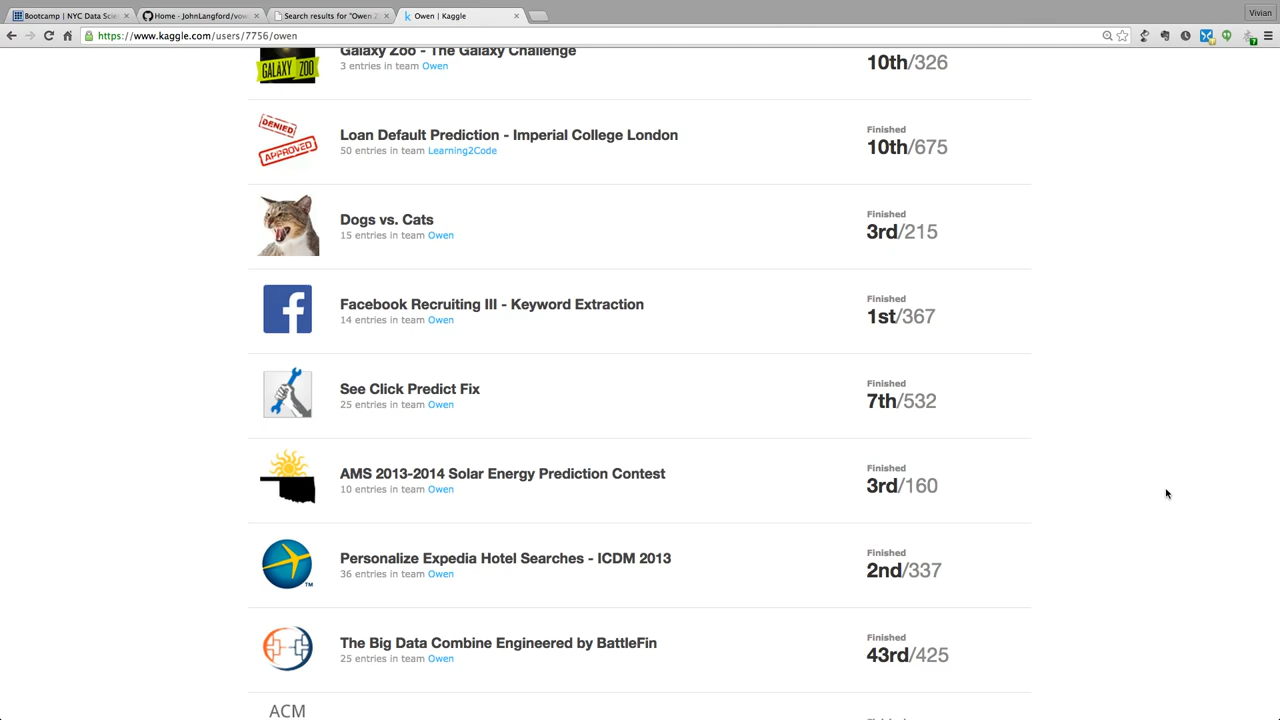 Bootcamp | NYC Data Scie
Home · JohnLangford/vow
Search results for "Owen Z
Owen | Kaggle
Vivian
https://www.kaggle.com/users/7756/owen
Galaxy Zoo - The Galaxy Challenge
3 entries in team Owen
10th/326
GALAXY ZOO
Loan Default Prediction - Imperial College London
50 entries in team Learning2Code
Finished
10th/675
DENIED
APPROVED
Dogs vs. Cats
15 entries in team Owen
Finished
3rd/215
Facebook Recruiting III - Keyword Extraction
14 entries in team Owen
Finished
1st/367
See Click Predict Fix
25 entries in team Owen
Finished
7th/532
AMS 2013-2014 Solar Energy Prediction Contest
10 entries in team Owen
Finished
3rd/160
Personalize Expedia Hotel Searches - ICDM 2013
36 entries in team Owen
Finished
2nd/337
TM
The Big Data Combine Engineered by BattleFin
25 entries in team Owen
Finished
43rd/425
ACM